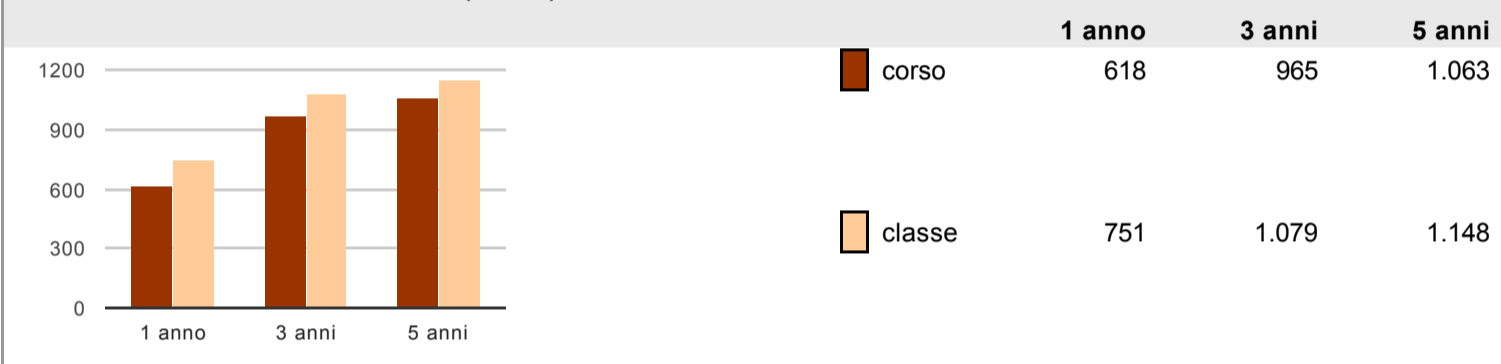 1 anno 3 anni 5 anni
1200
900
600
300
0
1 anno 3 anni 5 anni
corso 618 965 1.063
classe 751 1.079 1.148